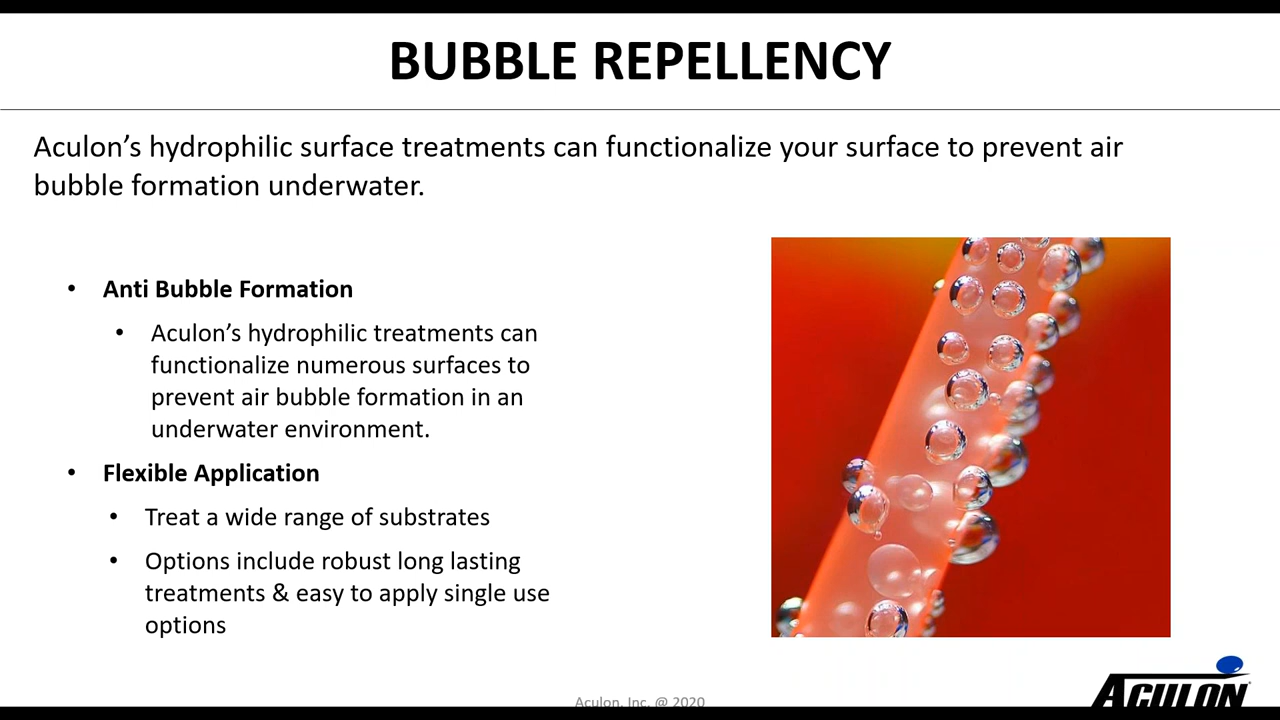 BUBBLE REPELLENCY
Aculon’s hydrophilic surface treatments can functionalize your surface to prevent air
bubble formation underwater.
• Anti Bubble Formation
• Aculon’s hydrophilic treatments can
functionalize numerous surfaces to
prevent air bubble formation in an
underwater environment.
• Flexible Application
• Treat a wide range of substrates
• Options include robust long lasting
treatments & easy to apply single use
options
Aculon, Inc. @ 2020
ACULON